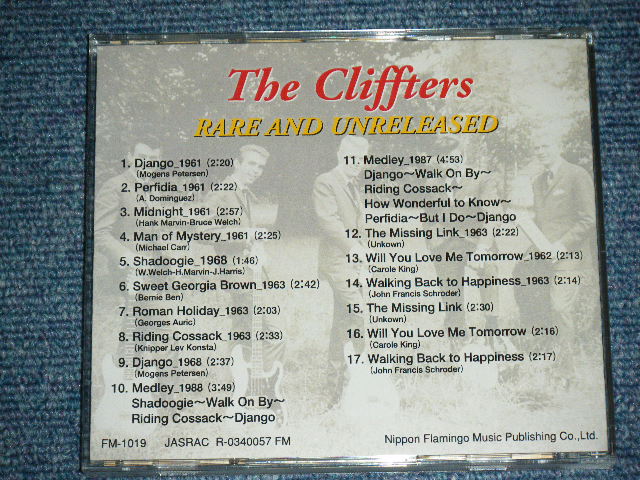 The Cliffters
RARE AND UNRELEASED
1. Django_1961 (2:20)
(Mogens Petersen)
2. Perfidia_1961 (2:22)
(A. Dominguez)
3. Midnight_1961 (2:57)
(Hank Marvin-Bruce Welch)
4. Man of Mystery_1961 (2:25)
(Michael Carr)
5. Shadoogie_1968 (1:46)
(W.Welch-H.Marvin-J.Harris)
6. Sweet Georgia Brown_1963 (2:42)
(Bernie Ben)
7. Roman Holiday_1963 (2:03)
(Georges Auric)
8. Riding Cossack_1963 (2:33)
(Knipper Lev Konsta)
9. Django_1968 (2:37)
(Mogens Petersen)
10. Medley_1988 (3:49)
Shadoogie～Walk On By～
Riding Cossack～Django
11. Medley_1987 (4:53)
Django～Walk On By～
Riding Cossack～
How Wonderful to Know～
Perfidia～But I Do～Django
12. The Missing Link_1963 (2:22)
(Unkown)
13. Will You Love Me Tomorrow_1962 (2:13)
(Carole King)
14. Walking Back to Happiness_1963 (2:14)
(John Francis Schroder)
15. The Missing Link (2:30)
(Unkown)
16. Will You Love Me Tomorrow (2:16)
(Carole King)
17. Walking Back to Happiness (2:17)
(John Francis Schroder)
FM-1019 JASRAC R-0340057 FM
Nippon Flamingo Music Publishing Co.,Ltd.